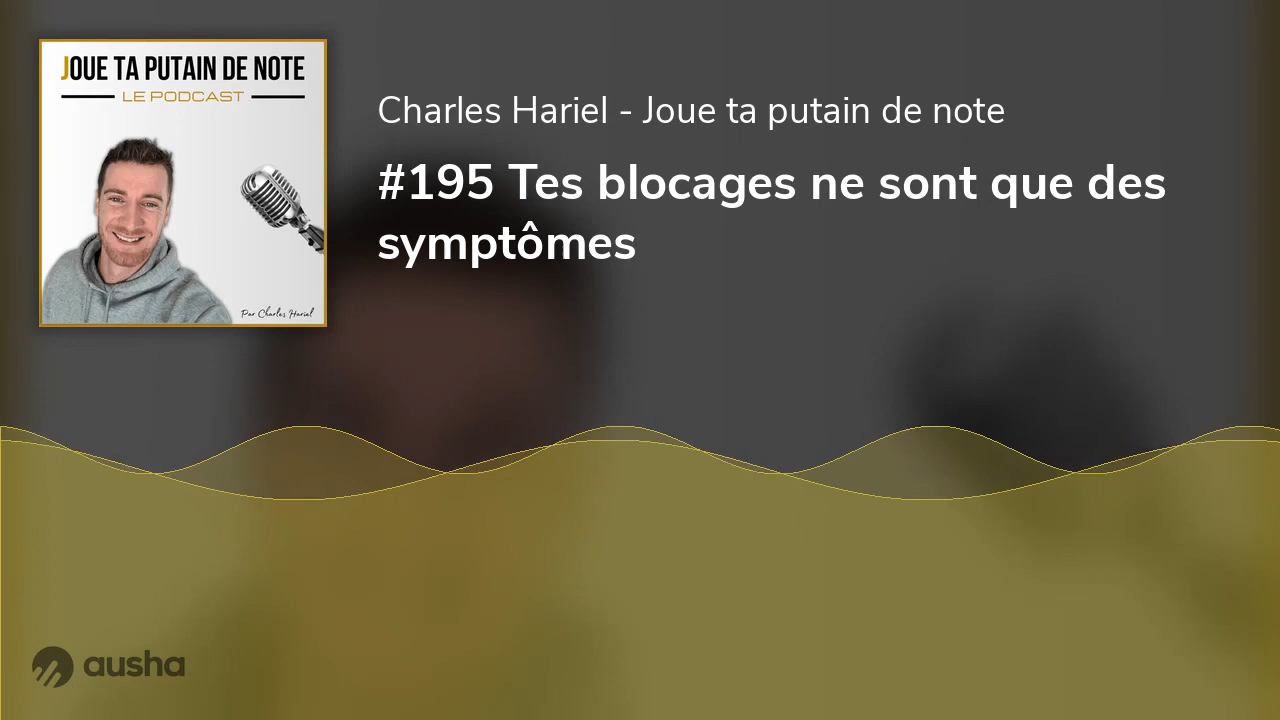 JOUE TA PUTAIN DE NOTE
LE PODCAST
Par Charles Hariel
Charles Hariel - Joue ta putain de note
#195 Tes blocages ne sont que des
symptômes
ausha